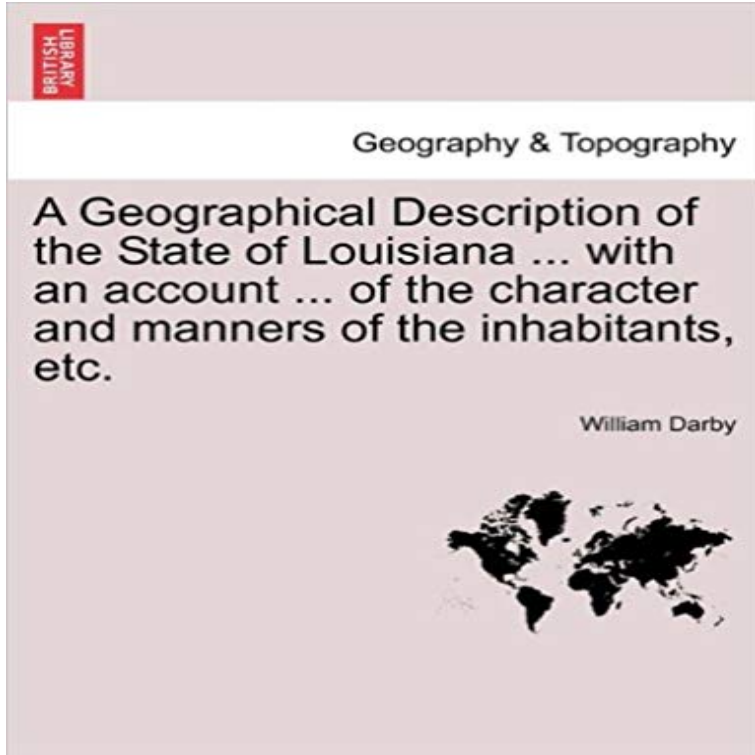 BRITISH
LIBRARY
Geography & Topography
A Geographical Description of
the State of Louisiana ... with
an account ... of the character
and manners of the inhabitants,
etc.
William Darby